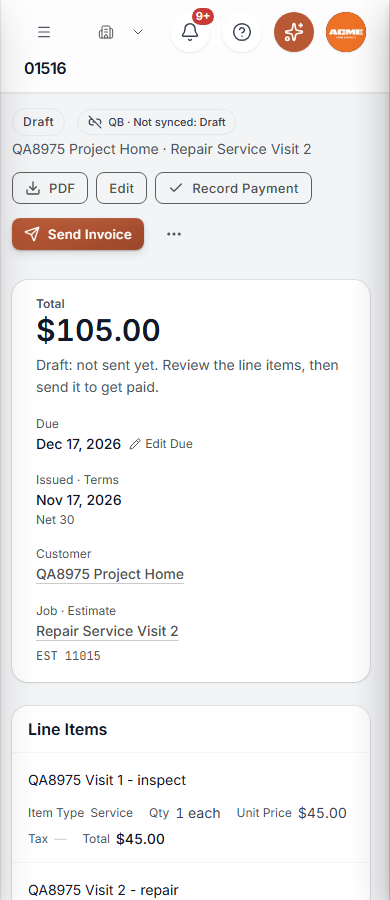 9+
ACME
01516
Draft
QB · Not synced: Draft
QA8975 Project Home · Repair Service Visit 2
PDF
Edit
Record Payment
Send Invoice
Total
$105.00
Draft: not sent yet. Review the line items, then
send it to get paid.
Due
Dec 17, 2026
Edit Due
Issued · Terms
Nov 17, 2026
Net 30
Customer
QA8975 Project Home
Job · Estimate
Repair Service Visit 2
EST 11015
Line Items
QA8975 Visit 1 - inspect
Item Type Service Qty 1 each Unit Price $45.00
Tax — Total $45.00
QA8975 Visit 2 - repair